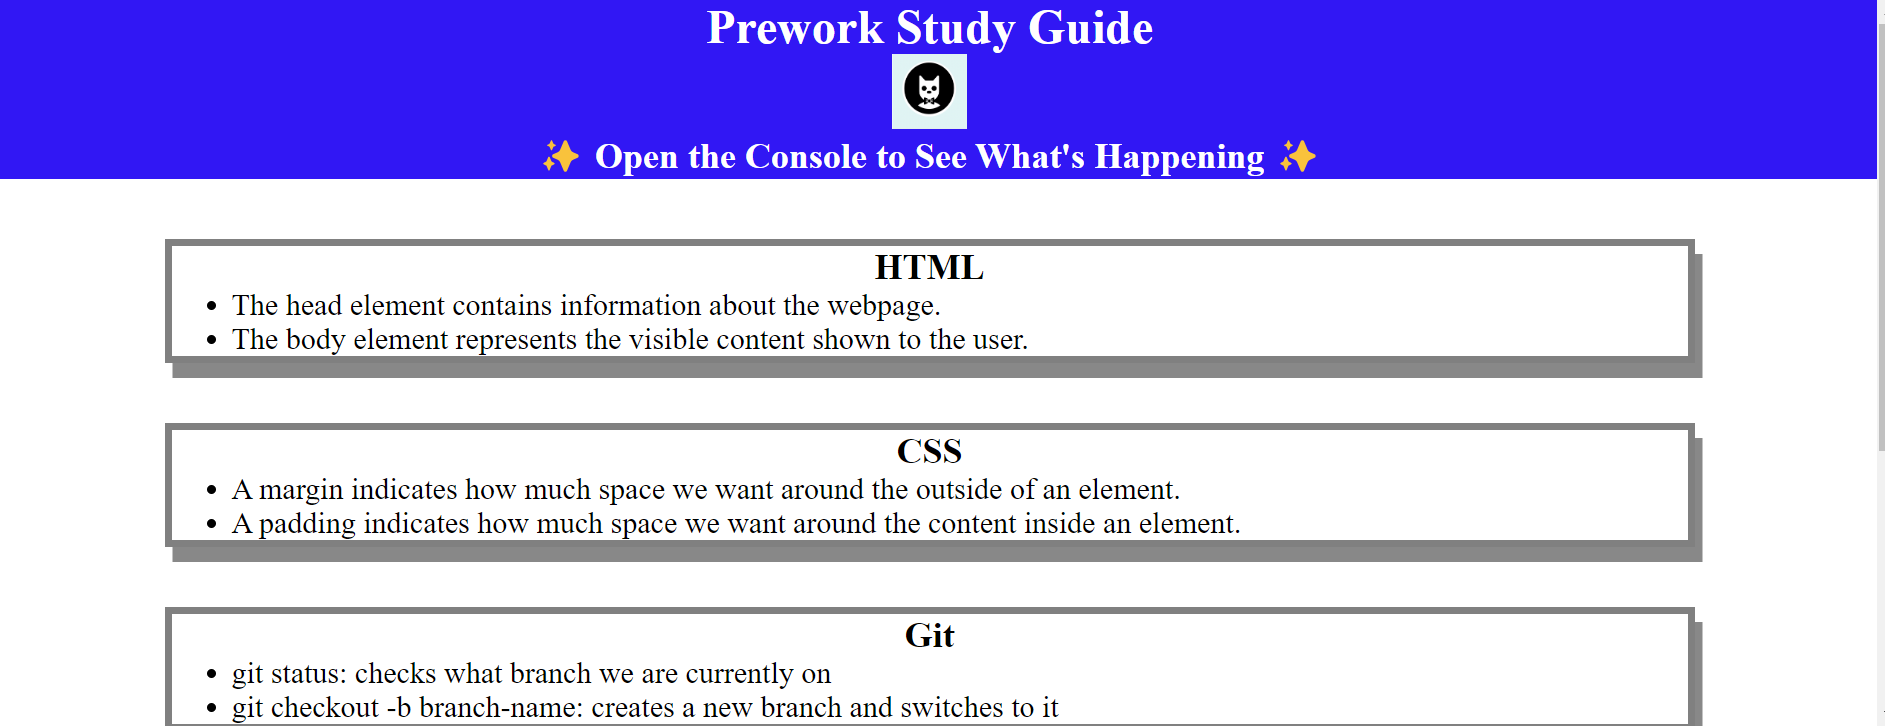 Prework Study Guide
✨ Open the Console to See What's Happening ✨
HTML
• The head element contains information about the webpage.
• The body element represents the visible content shown to the user.
CSS
• A margin indicates how much space we want around the outside of an element.
• A padding indicates how much space we want around the content inside an element.
Git
• git status: checks what branch we are currently on
• git checkout -b branch-name: creates a new branch and switches to it